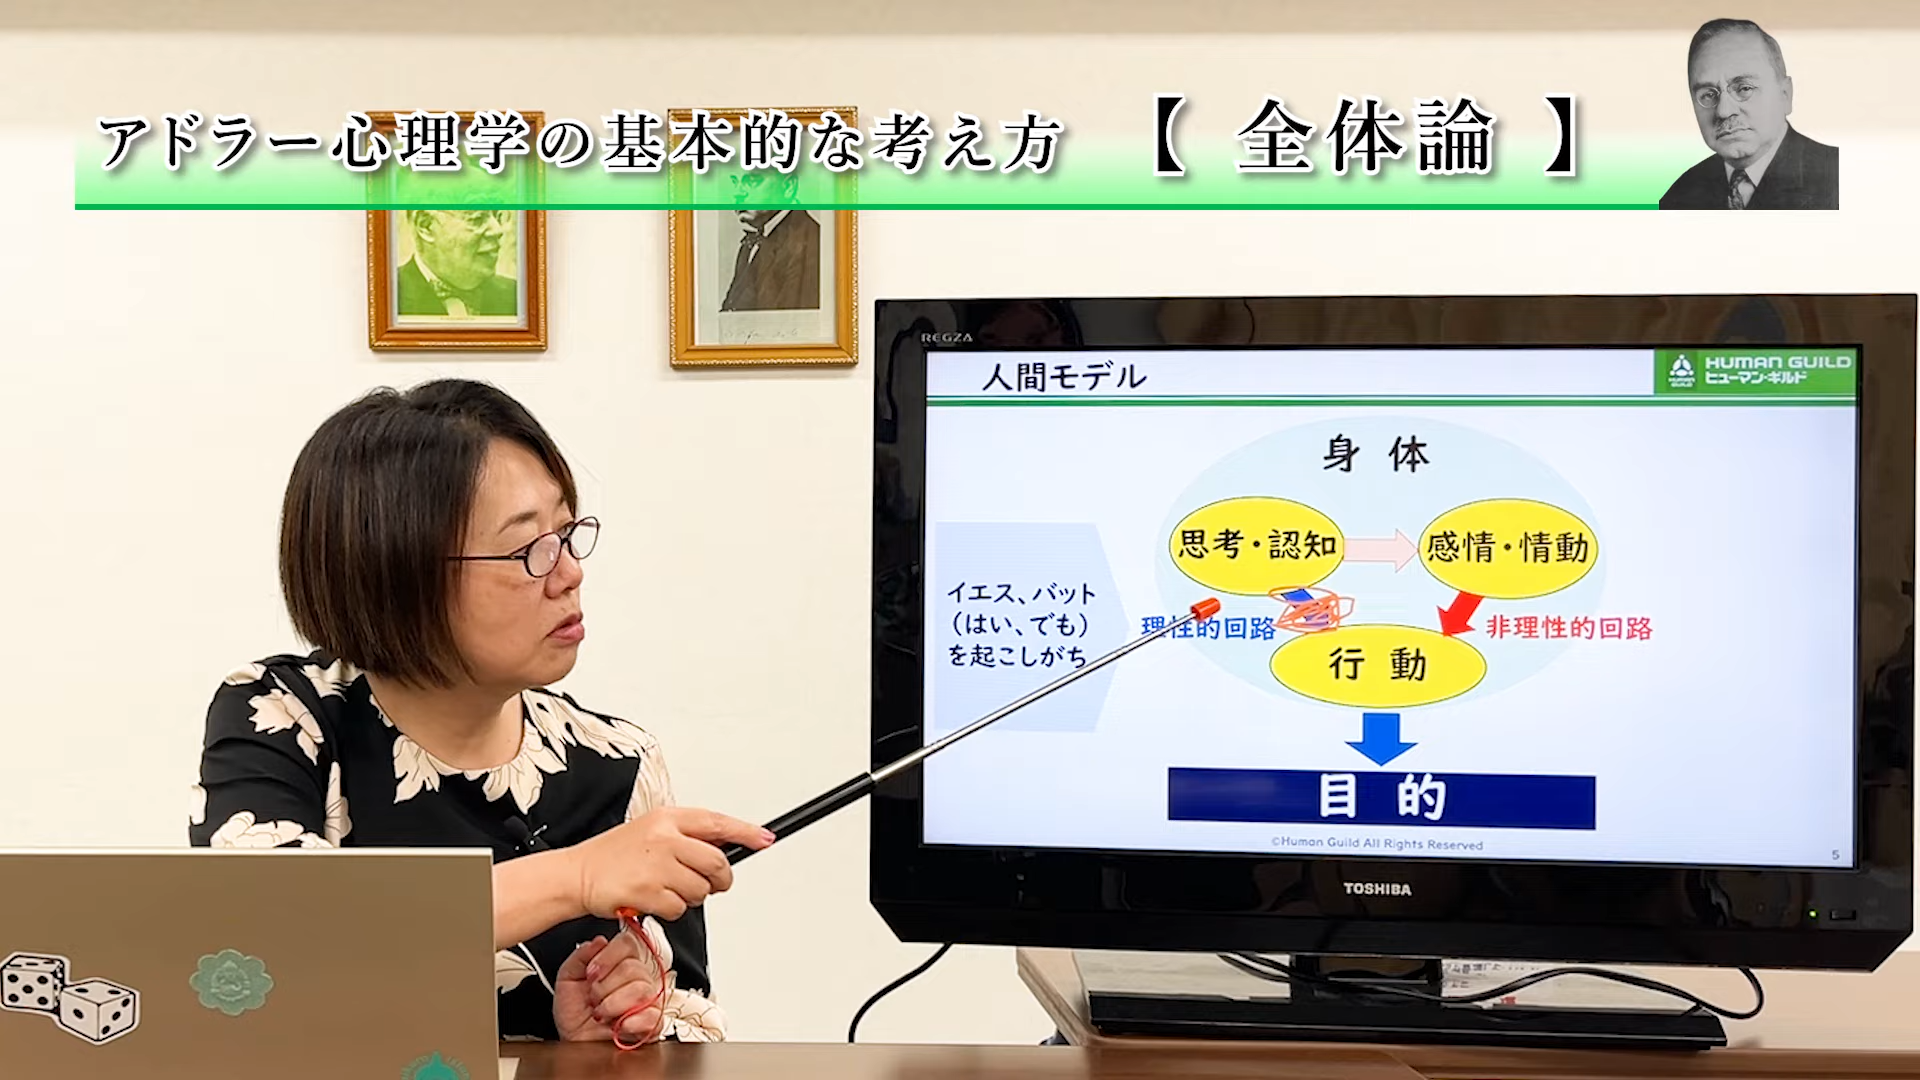 アドラー心理学の基本的な考え方 【 全体論 】
REGZA
人間モデル
HUMAN GUILD
ヒューマン・ギルド
HUMAN
GUILD
身 体
思考・認知
感情・情動
イエス、バット
(はい、でも)
を起こしがち
理性的回路
非理性的回路
行 動
目 的
©Human Guild All Rights Reserved
5
TOSHIBA